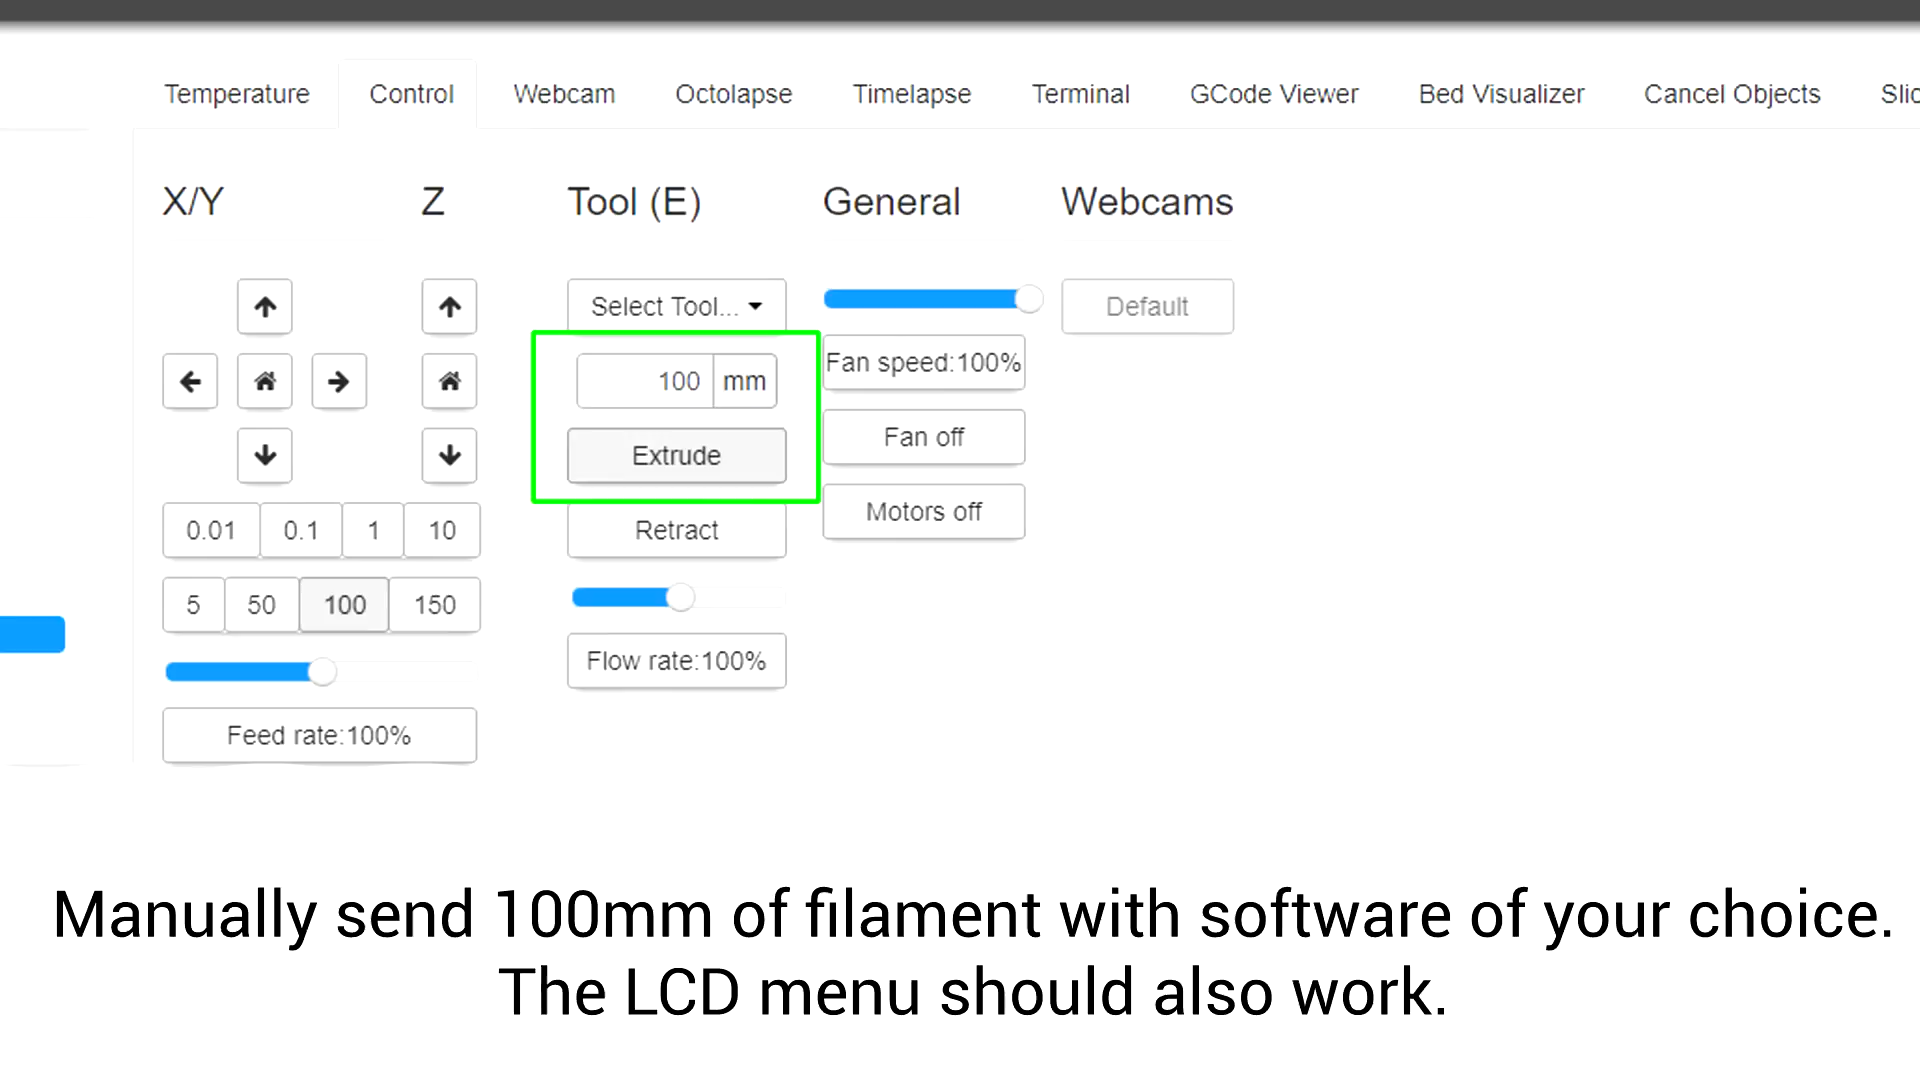 Temperature Control Webcam Octolapse Timelapse Terminal GCode Viewer Bed Visualizer Cancel Objects
X/Y Z Tool (E) General Webcams
Select Tool... Default
100 mm Fan speed:100%
Extrude Fan off
Motors off
0.01 0.1 1 10 Retract
5 50 100 150
Flow rate:100%
Feed rate:100%
Manually send 100mm of filament with software of your choice.
The LCD menu should also work.